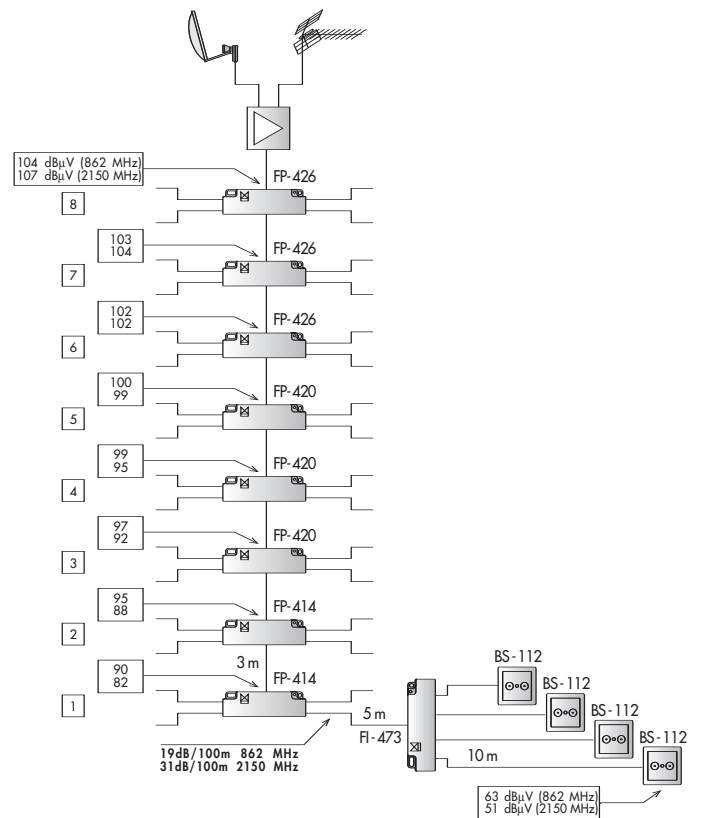 104 dBµV (862 MHz)
107 dBµV (2150 MHz)
FP-426
8
103
104
FP-426
7
102
102
FP-426
6
100
99
FP-420
5
99
95
FP-420
4
97
92
FP-420
3
95
88
FP-414
2
3 m
90
82
FP-414
1
19dB/100m 862 MHz
31dB/100m 2150 MHz
5 m
FI-473
BS-112
BS-112
BS-112
BS-112
10 m
63 dBµV (862 MHz)
51 dBµV (2150 MHz)